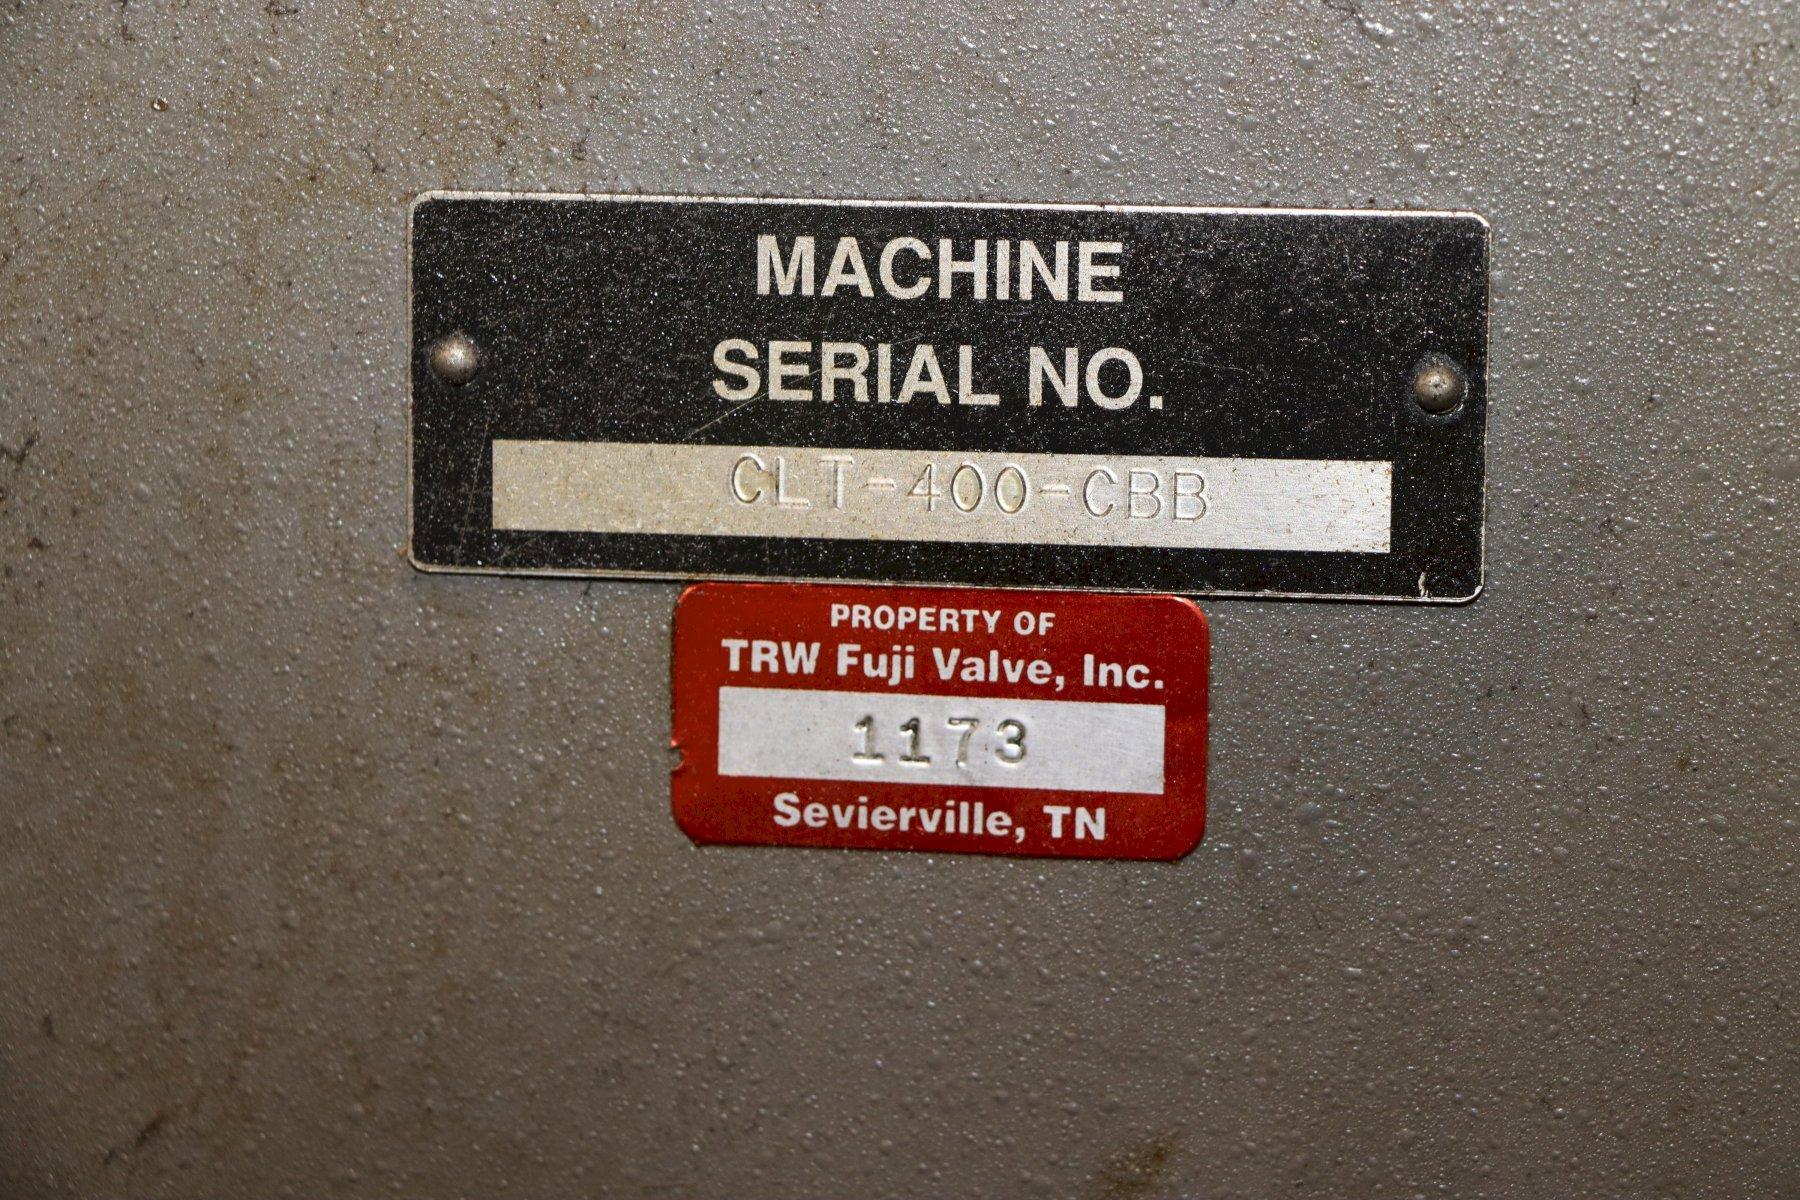 MACHINE
SERIAL NO.
CLT-400-CBB
PROPERTY OF
TRW Fuji Valve, Inc.
1173
Sevierville, TN